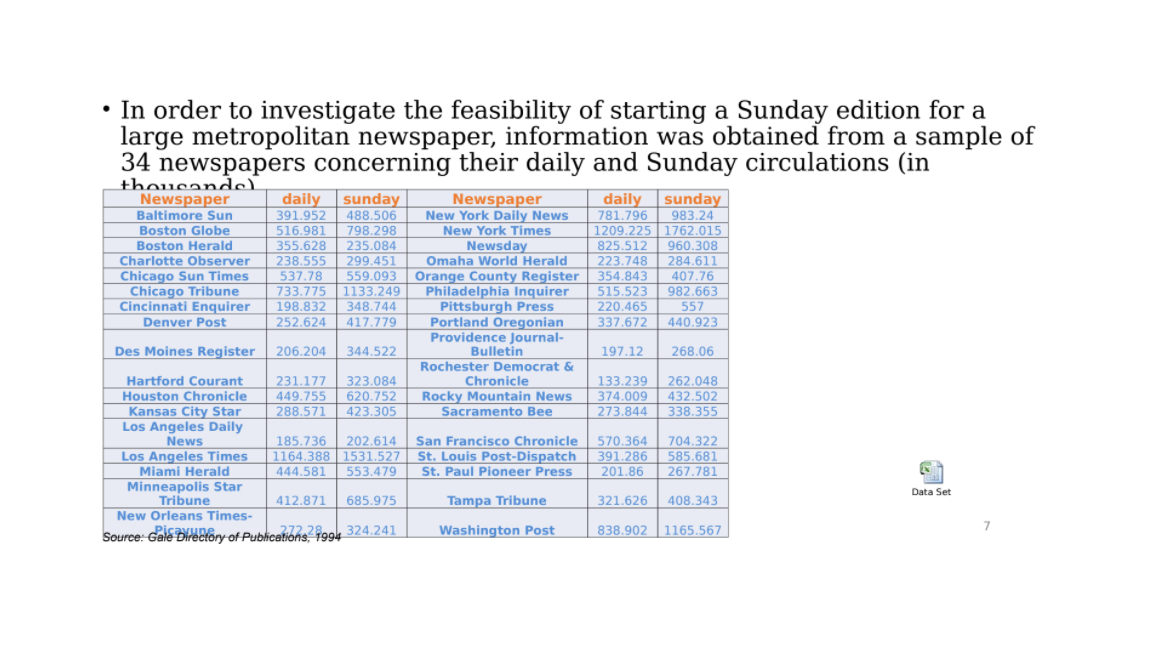 • In order to investigate the feasibility of starting a Sunday edition for a
large metropolitan newspaper, information was obtained from a sample of
34 newspapers concerning their daily and Sunday circulations (in
thousands)
Newspaper daily sunday Newspaper daily sunday
Baltimore Sun 391.952 488.506 New York Daily News 781.796 983.24
Boston Globe 516.981 798.298 New York Times 1209.225 1762.015
Boston Herald 355.628 235.084 Newsday 825.512 960.308
Charlotte Observer 238.555 299.451 Omaha World Herald 223.748 284.611
Chicago Sun Times 537.78 559.093 Orange County Register 354.843 407.76
Chicago Tribune 733.775 1133.249 Philadelphia Inquirer 515.523 982.663
Cincinnati Enquirer 198.832 348.744 Pittsburgh Press 220.465 557
Denver Post 252.624 417.779 Portland Oregonian 337.672 440.923
Providence Journal-
Des Moines Register 206.204 344.522 Bulletin 197.12 268.06
Rochester Democrat &
Hartford Courant 231.177 323.084 Chronicle 133.239 262.048
Houston Chronicle 449.755 620.752 Rocky Mountain News 374.009 432.502
Kansas City Star 288.571 423.305 Sacramento Bee 273.844 338.355
Los Angeles Daily
News 185.736 202.614 San Francisco Chronicle 570.364 704.322
Los Angeles Times 1164.388 1531.527 St. Louis Post-Dispatch 391.286 585.681
Miami Herald 444.581 553.479 St. Paul Pioneer Press 201.86 267.781
Minneapolis Star
Tribune 412.871 685.975 Tampa Tribune 321.626 408.343
New Orleans Times-
Picayune 272.28 324.241 Washington Post 838.902 1165.567
Source: Gale Directory of Publications, 1994
Data Set
7